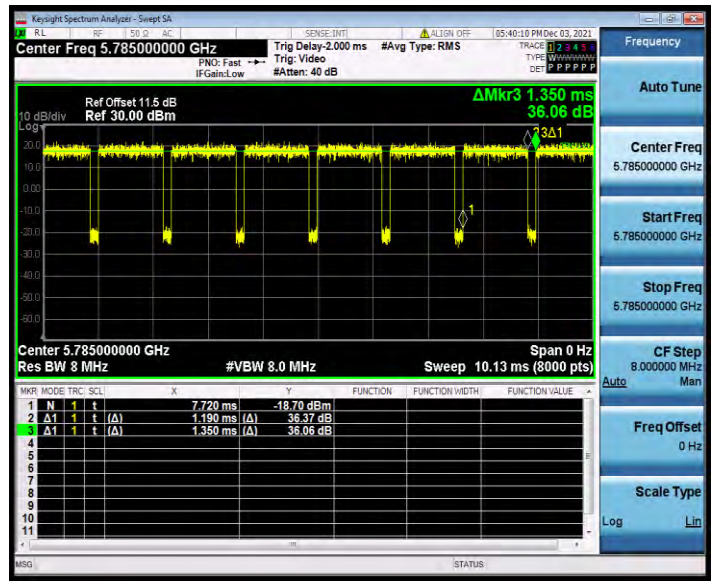 Keysight Spectrum Analyzer - Swept SA
LXI RL RF 50 Ω AC SENSE:INT ALIGN OFF 05:40:10 PM Dec 03, 2021
Center Freq 5.785000000 GHz
PNO: Fast
IFGain:Low
Trig Delay-2.000 ms
Trig: Video
#Atten: 40 dB
#Avg Type: RMS
TRACE 1 2 3 4 5 6
TYPE WWWWWW
DET P P P P P P
Ref Offset 11.5 dB
10 dB/div Ref 30.00 dBm
Log
ΔMkr3 1.350 ms
36.06 dB
20.0
10.0
0.00
-10.0
-20.0
-30.0
-40.0
-50.0
-60.0
3Δ1
1
Center 5.785000000 GHz Span 0 Hz
Res BW 8 MHz #VBW 8.0 MHz Sweep 10.13 ms (8000 pts)
MKR MODE TRC SCL X Y FUNCTION FUNCTION WIDTH FUNCTION VALUE
1 N 1 t 7.720 ms -18.70 dBm
2 Δ1 1 t (Δ) 1.190 ms (Δ) 36.37 dB
3 Δ1 1 t (Δ) 1.350 ms (Δ) 36.06 dB
4
5
6
7
8
9
10
11
MSG STATUS
Frequency
Auto Tune
Center Freq
5.785000000 GHz
Start Freq
5.785000000 GHz
Stop Freq
5.785000000 GHz
CF Step
8.000000 MHz
Auto Man
Freq Offset
0 Hz
Scale Type
Log Lin